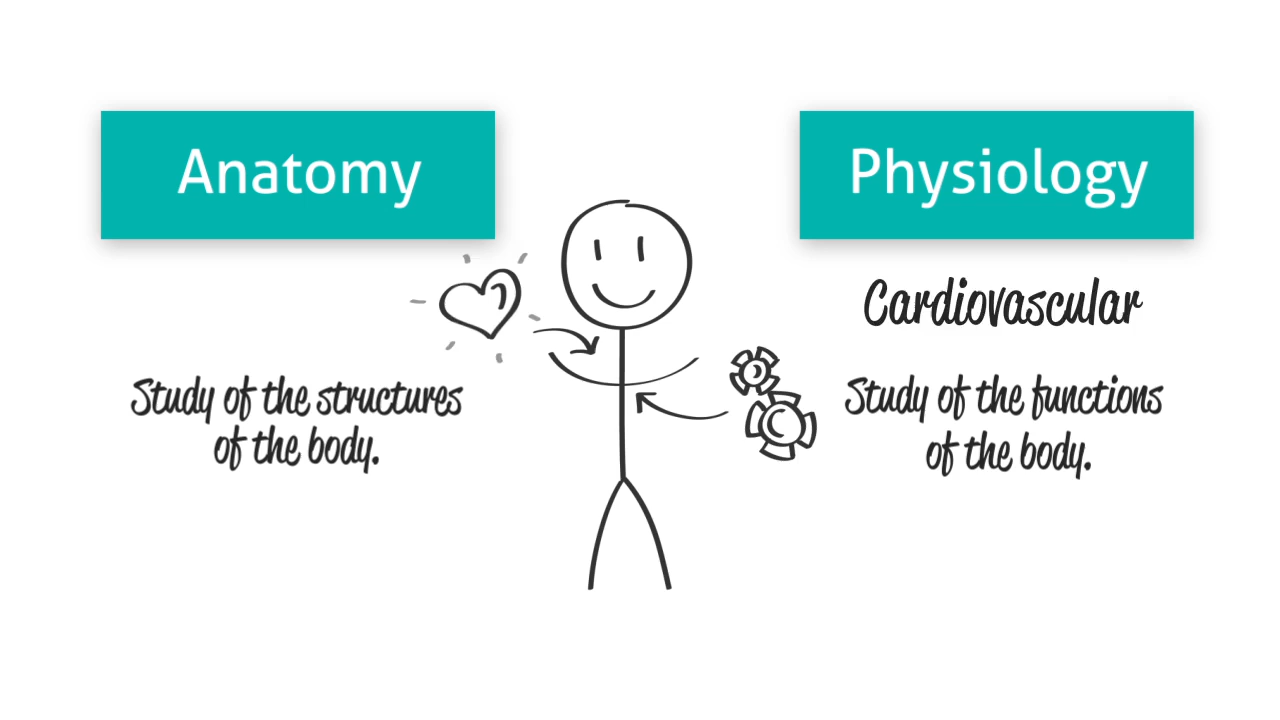 Anatomy
Study of the structures
of the body.
Physiology
Cardiovascular
Study of the functions
of the body.